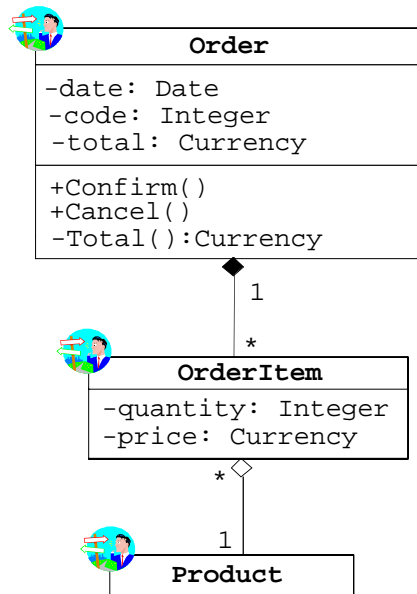 Order
-date: Date
-code: Integer
-total: Currency
+Confirm()
+Cancel()
-Total():Currency
1
*
OrderItem
-quantity: Integer
-price: Currency
*
1
Product